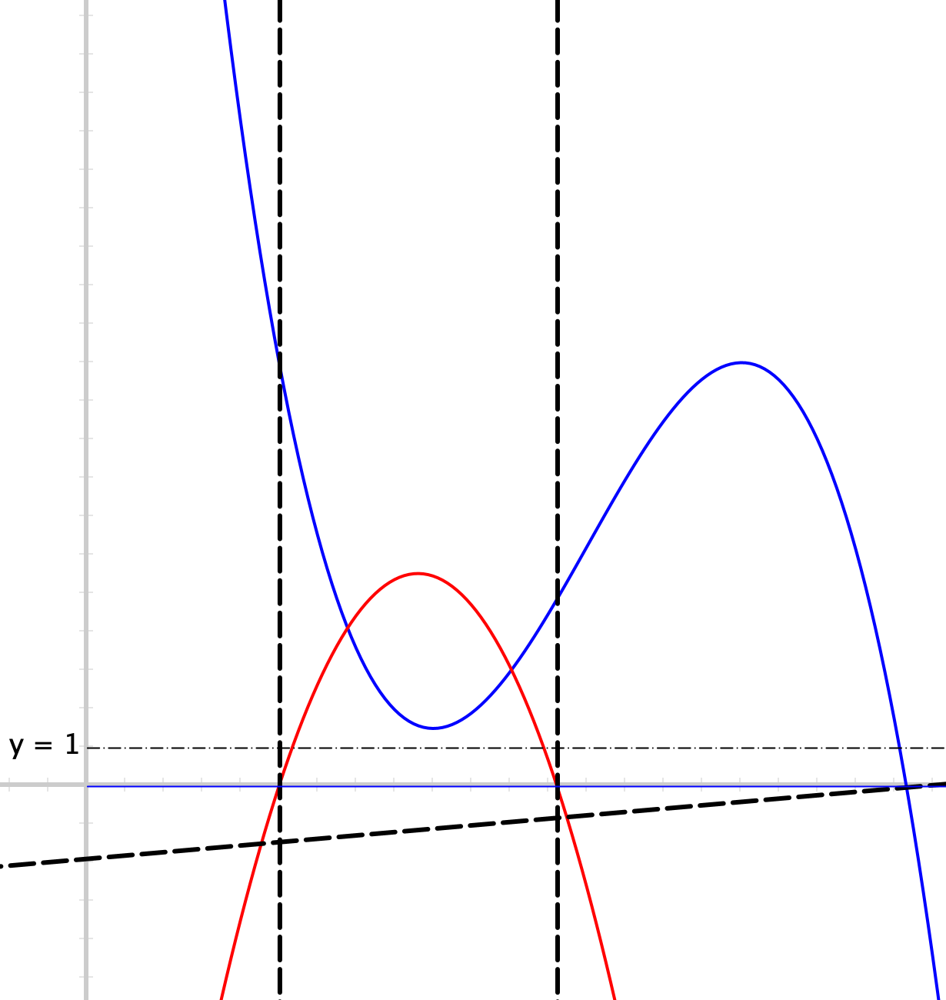 y = 1